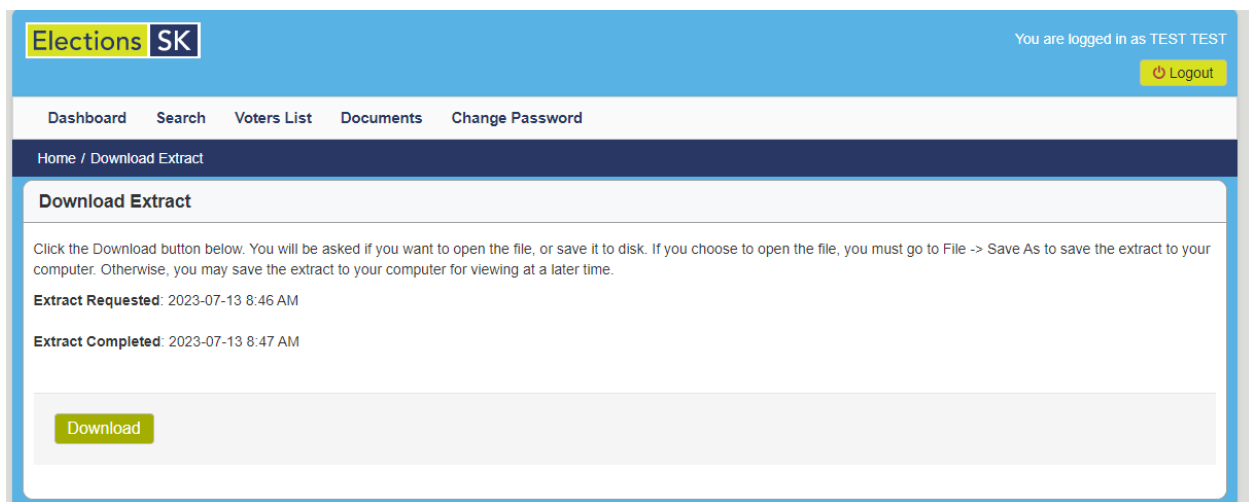 Elections SK
You are logged in as TEST TEST
Logout
Dashboard Search Voters List Documents Change Password
Home / Download Extract
Download Extract
Click the Download button below. You will be asked if you want to open the file, or save it to disk. If you choose to open the file, you must go to File -> Save As to save the extract to your
computer. Otherwise, you may save the extract to your computer for viewing at a later time.
Extract Requested: 2023-07-13 8:46 AM
Extract Completed: 2023-07-13 8:47 AM
Download